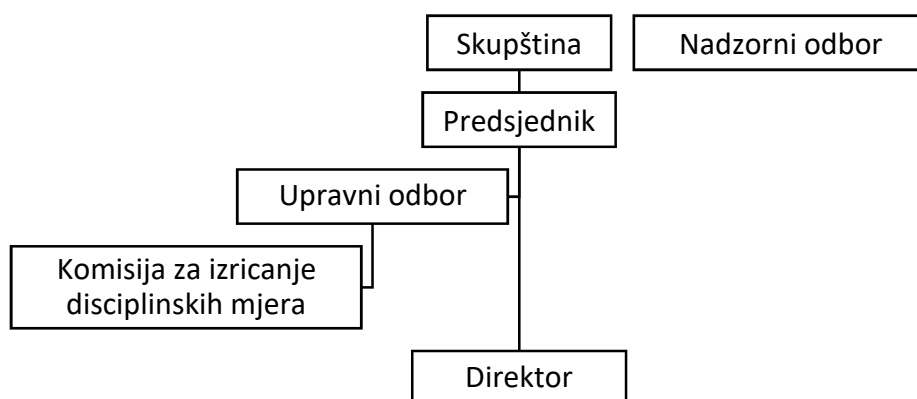 Skupština
Nadzorni odbor
Predsjednik
Upravni odbor
Komisija za izricanje
disciplinskih mjera
Direktor